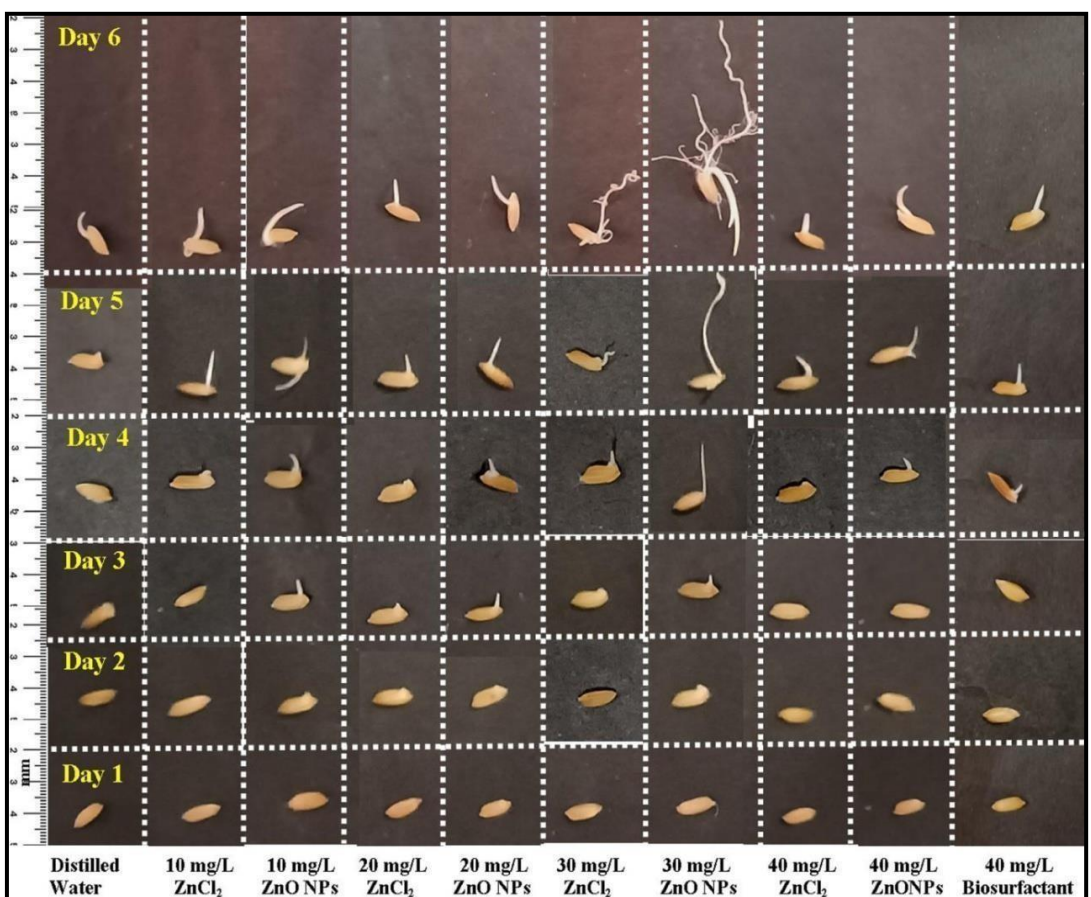 Day 6
Day 5
Day 4
Day 3
Day 2
Day 1
mm
Distilled Water
10 mg/L ZnCl₂
10 mg/L ZnO NPs
20 mg/L ZnCl₂
20 mg/L ZnO NPs
30 mg/L ZnCl₂
30 mg/L ZnO NPs
40 mg/L ZnCl₂
40 mg/L ZnONPs
40 mg/L Biosurfactant